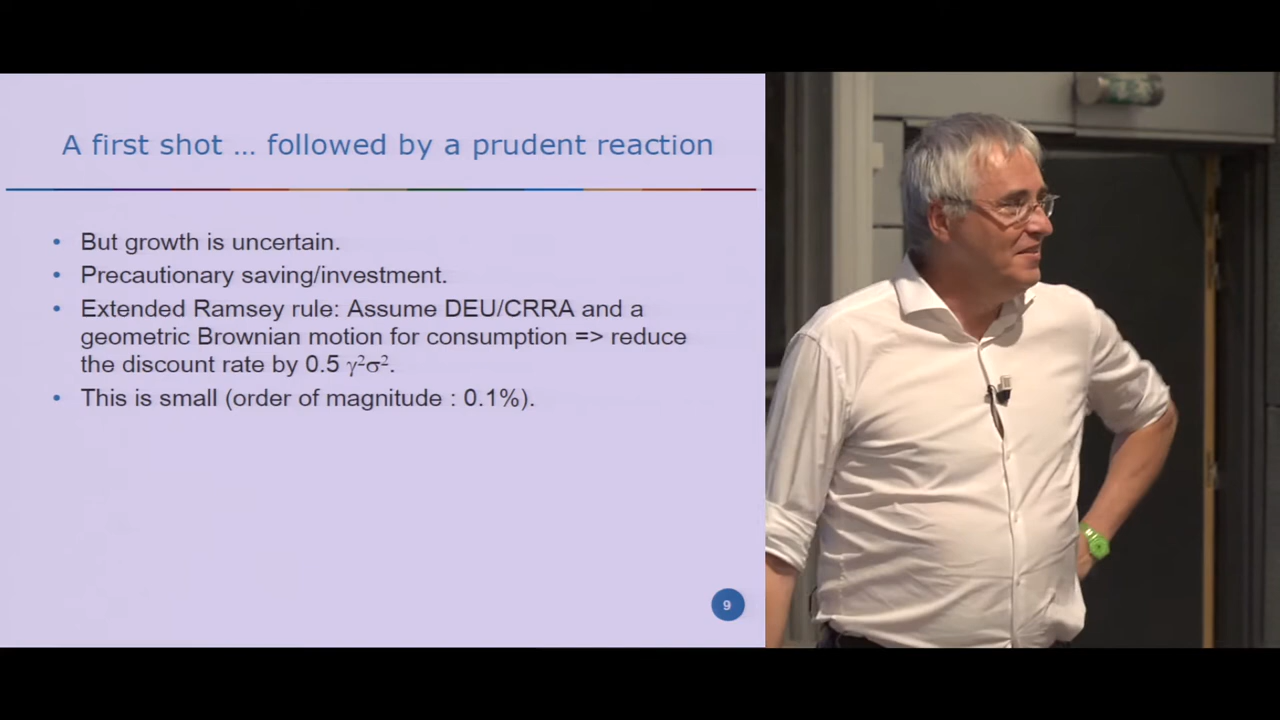 A first shot ... followed by a prudent reaction
• But growth is uncertain.
• Precautionary saving/investment.
• Extended Ramsey rule: Assume DEU/CRRA and a
geometric Brownian motion for consumption => reduce
the discount rate by 0.5 γ²σ².
• This is small (order of magnitude : 0.1%).
9